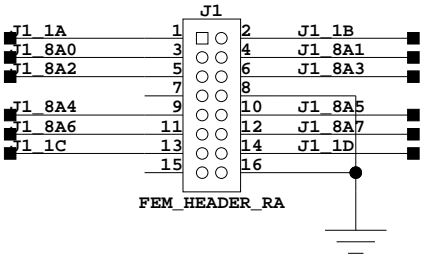 J1
J1_1A 1 2 J1_1B
J1_8A0 3 4 J1_8A1
J1_8A2 5 6 J1_8A3
7 8
J1_8A4 9 10 J1_8A5
J1_8A6 11 12 J1_8A7
J1_1C 13 14 J1_1D
15 16
FEM_HEADER_RA